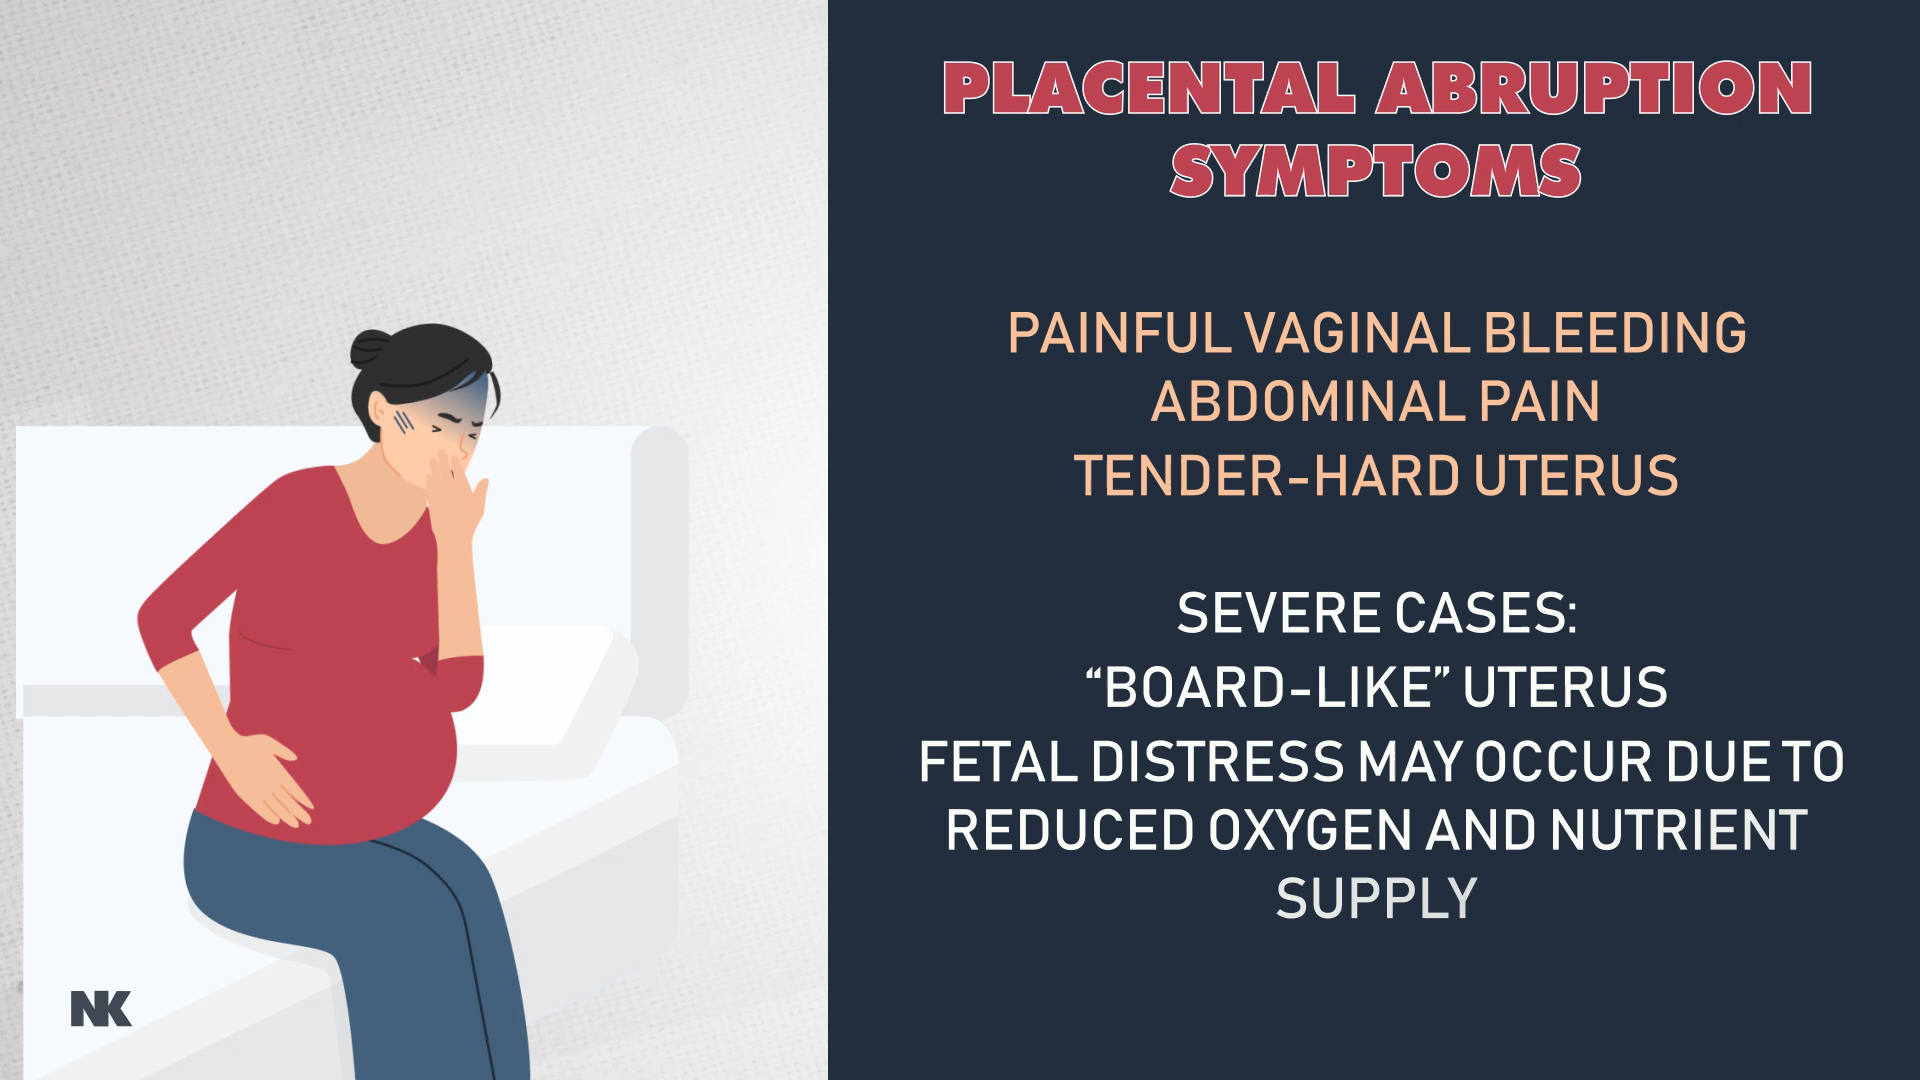 PLACENTAL ABRUPTION
SYMPTOMS
PAINFUL VAGINAL BLEEDING
ABDOMINAL PAIN
TENDER-HARD UTERUS
SEVERE CASES:
“BOARD-LIKE” UTERUS
FETAL DISTRESS MAY OCCUR DUE TO
REDUCED OXYGEN AND NUTRIENT
SUPPLY
NK